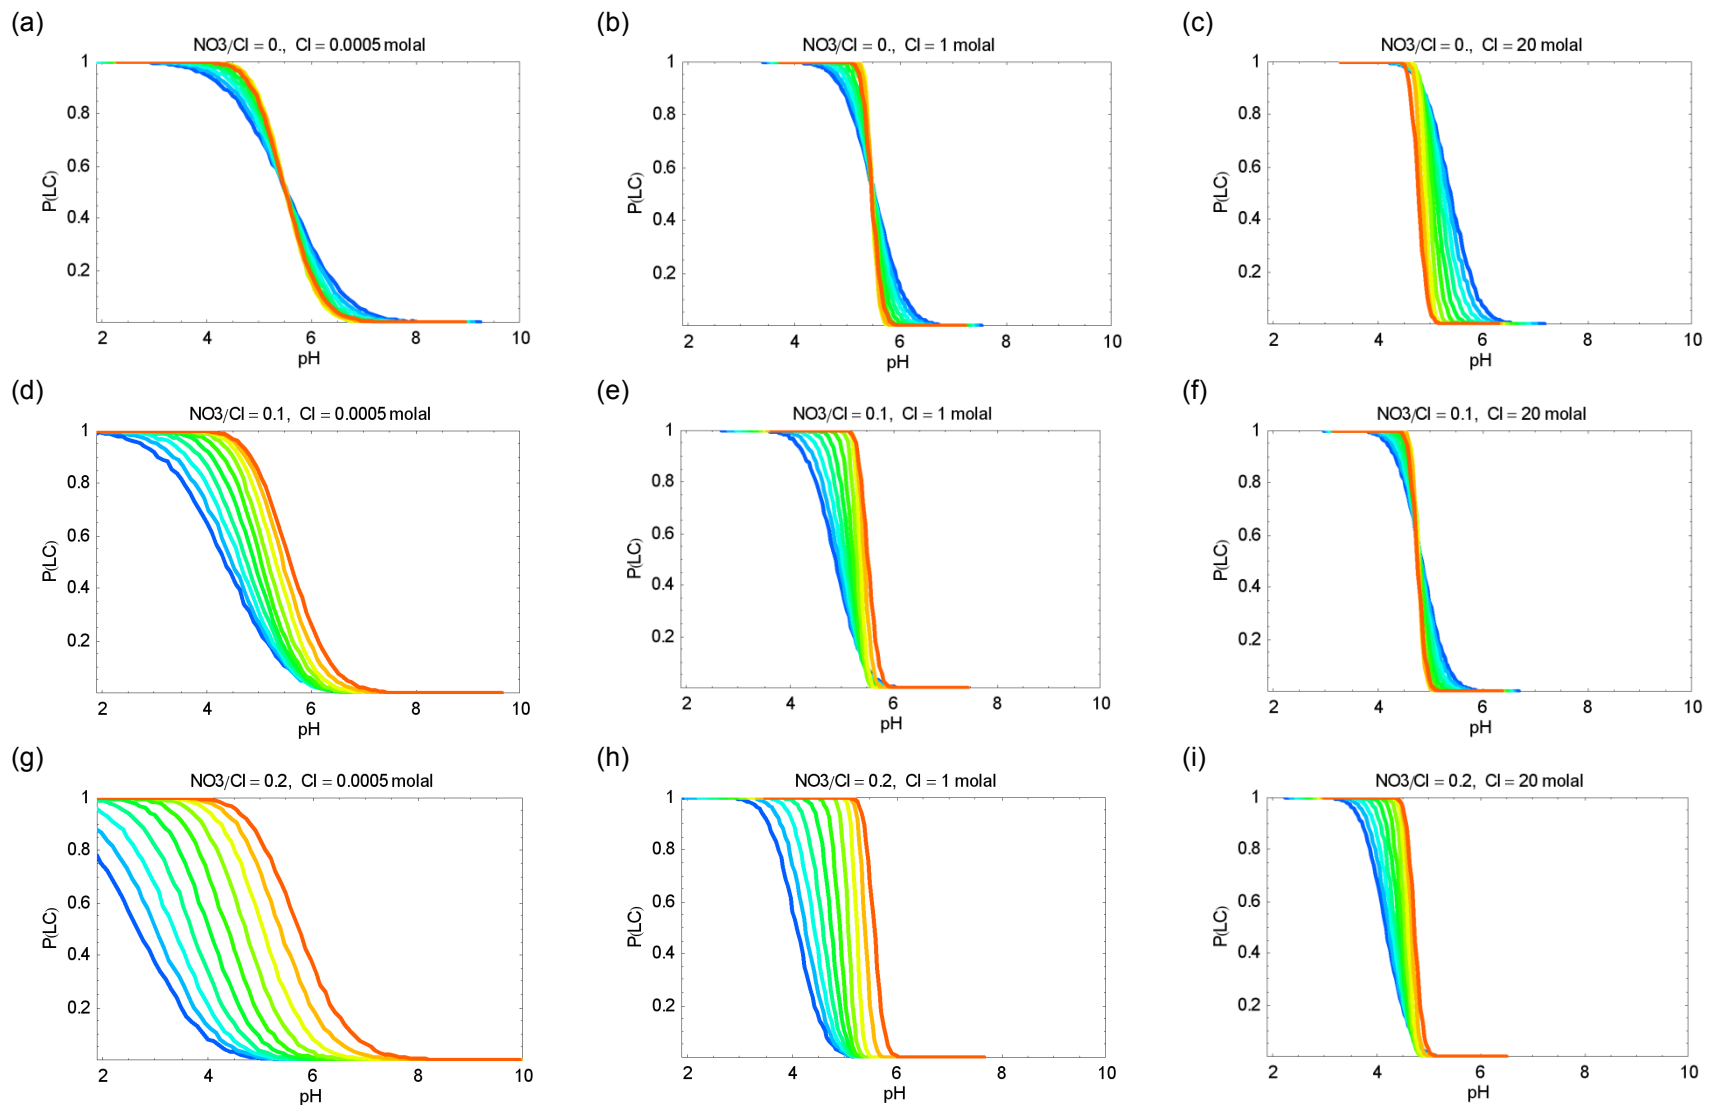 (a)
NO3/Cl = 0., Cl = 0.0005 molal
1
0.8
0.6
0.4
0.2
P(LC)
2 4 6 8 10
pH
(b)
NO3/Cl = 0., Cl = 1 molal
1
0.8
0.6
0.4
0.2
P(LC)
2 4 6 8 10
pH
(c)
NO3/Cl = 0., Cl = 20 molal
1
0.8
0.6
0.4
0.2
P(LC)
2 4 6 8 10
pH
(d)
NO3/Cl = 0.1, Cl = 0.0005 molal
1
0.8
0.6
0.4
0.2
P(LC)
2 4 6 8 10
pH
(e)
NO3/Cl = 0.1, Cl = 1 molal
1
0.8
0.6
0.4
0.2
P(LC)
2 4 6 8 10
pH
(f)
NO3/Cl = 0.1, Cl = 20 molal
1
0.8
0.6
0.4
0.2
P(LC)
2 4 6 8 10
pH
(g)
NO3/Cl = 0.2, Cl = 0.0005 molal
1
0.8
0.6
0.4
0.2
P(LC)
2 4 6 8 10
pH
(h)
NO3/Cl = 0.2, Cl = 1 molal
1
0.8
0.6
0.4
0.2
P(LC)
2 4 6 8 10
pH
(i)
NO3/Cl = 0.2, Cl = 20 molal
1
0.8
0.6
0.4
0.2
P(LC)
2 4 6 8 10
pH